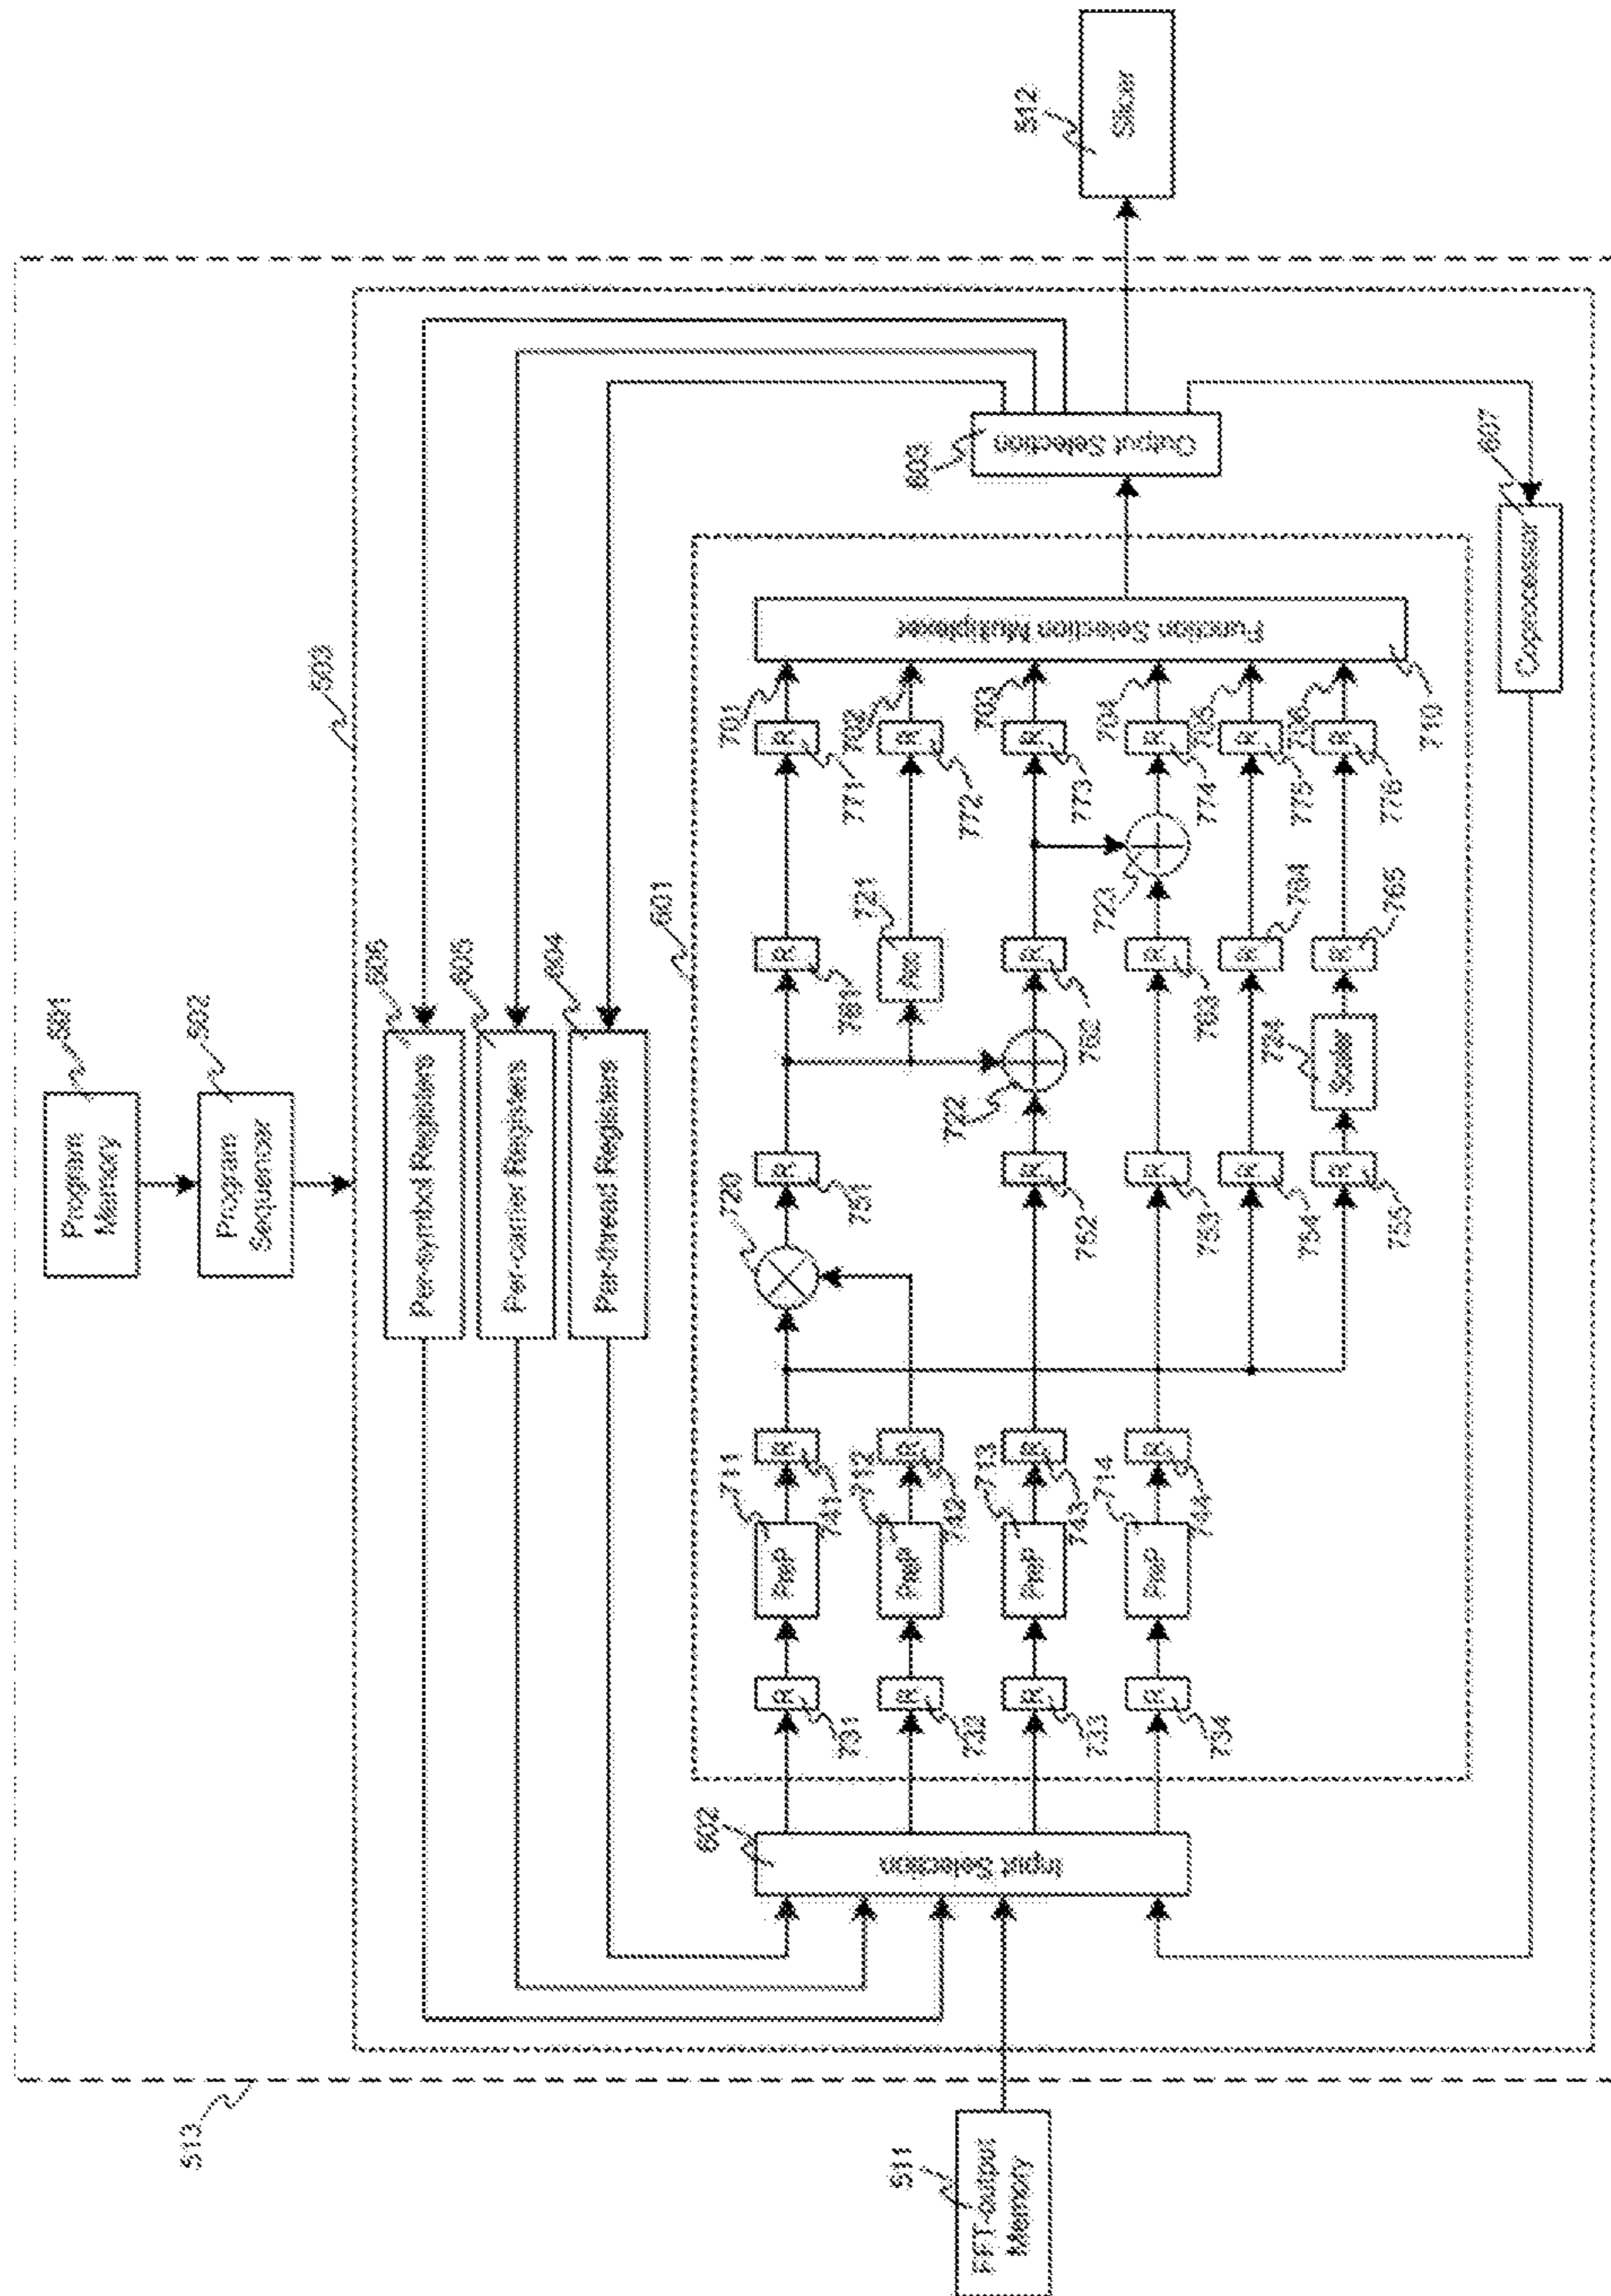 501
Program
Memory
502
Program
Sequencer
503
606
Per-symbol Registers
605
Per-carrier Registers
604
Per-thread Registers
601
513
511
FFT-output
Memory
602
Input Selection
R
731
711
PreP
R
741
720
R
751
R
761
R
771
701
R
732
712
PreP
R
742
721
R
772
702
R
733
713
PreP
R
743
R
752
722
R
762
R
773
703
R
734
714
PreP
R
744
R
753
R
763
723
R
774
704
R
754
R
764
R
775
705
R
755
724
Scaler
R
765
R
776
706
Function Selection Multiplexer
710
603
Output Selection
607
Coprocessor
512
Slicer